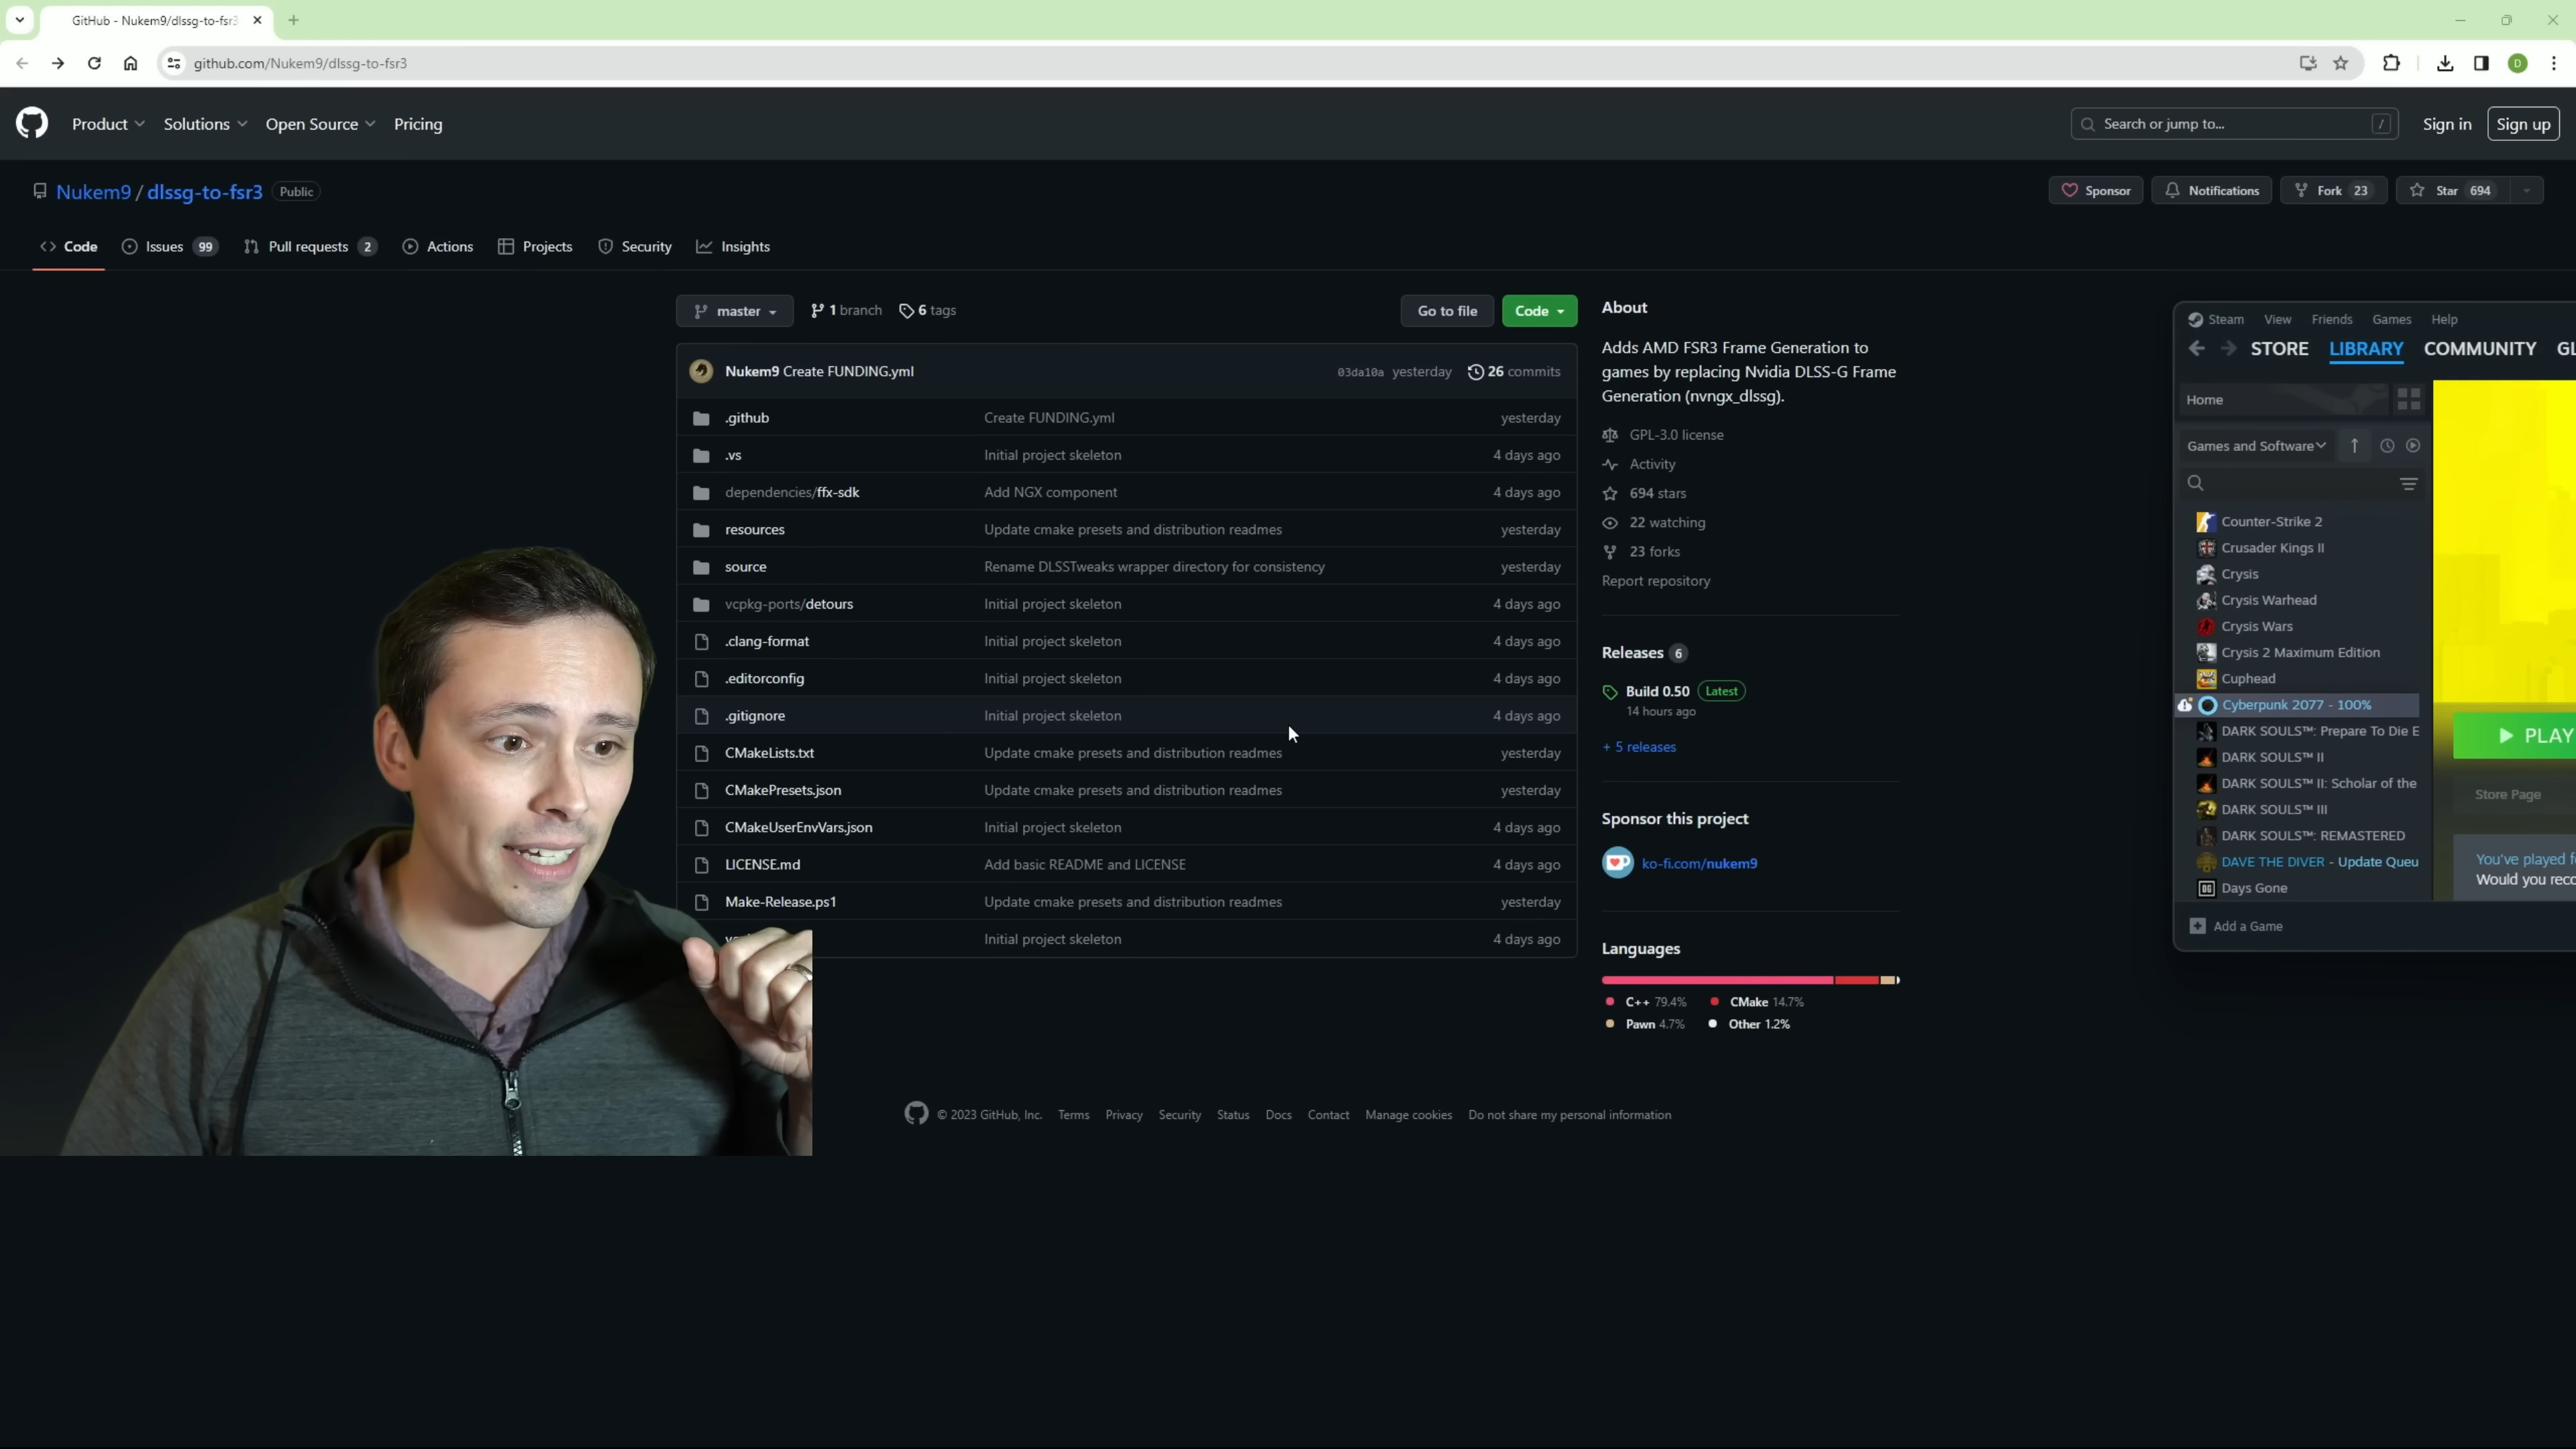 GitHub - Nukem9/dlssg-to-fsr3
github.com/Nukem9/dlssg-to-fsr3
D
Product
Solutions
Open Source
Pricing
Search or jump to...
/
Sign in
Sign up
Nukem9 / dlssg-to-fsr3
Public
Sponsor
Notifications
Fork 23
Star 694
Code
Issues 99
Pull requests 2
Actions
Projects
Security
Insights
master
1 branch
6 tags
Go to file
Code
Nukem9 Create FUNDING.yml
03da10a yesterday
26 commits
.github Create FUNDING.yml yesterday
.vs Initial project skeleton 4 days ago
dependencies/ffx-sdk Add NGX component 4 days ago
resources Update cmake presets and distribution readmes yesterday
source Rename DLSSTweaks wrapper directory for consistency yesterday
vcpkg-ports/detours Initial project skeleton 4 days ago
.clang-format Initial project skeleton 4 days ago
.editorconfig Initial project skeleton 4 days ago
.gitignore Initial project skeleton 4 days ago
CMakeLists.txt Update cmake presets and distribution readmes yesterday
CMakePresets.json Update cmake presets and distribution readmes yesterday
CMakeUserEnvVars.json Initial project skeleton 4 days ago
LICENSE.md Add basic README and LICENSE 4 days ago
Make-Release.ps1 Update cmake presets and distribution readmes yesterday
Initial project skeleton 4 days ago
About
Adds AMD FSR3 Frame Generation to
games by replacing Nvidia DLSS-G Frame
Generation (nvngx_dlssg).
GPL-3.0 license
Activity
694 stars
22 watching
23 forks
Report repository
Releases 6
Build 0.50 Latest
14 hours ago
+ 5 releases
Sponsor this project
ko-fi.com/nukem9
Languages
C++ 79.4% CMake 14.7%
Pawn 4.7% Other 1.2%
Steam View Friends Games Help
STORE LIBRARY COMMUNITY GL
Home
Games and Software
Counter-Strike 2
Crusader Kings II
Crysis
Crysis Warhead
Crysis Wars
Crysis 2 Maximum Edition
Cuphead
Cyberpunk 2077 - 100%
DARK SOULS™: Prepare To Die E
DARK SOULS™ II
DARK SOULS™ II: Scholar of the
DARK SOULS™ III
DARK SOULS™: REMASTERED
DAVE THE DIVER - Update Queu
Days Gone
Add a Game
PLAY
Store Page
You've played f
Would you reco
© 2023 GitHub, Inc. Terms Privacy Security Status Docs Contact Manage cookies Do not share my personal information